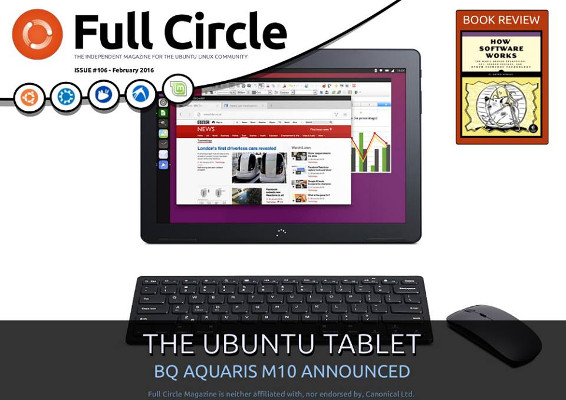 Full Circle
THE INDEPENDENT MAGAZINE FOR THE UBUNTU LINUX COMMUNITY
ISSUE #106 - February 2016
BOOK REVIEW
HOW
SOFTWARE
WORKS
BBC
NEWS
Technology
London's first driverless cars revealed
THE UBUNTU TABLET
BQ AQUARIS M10 ANNOUNCED
Full Circle Magazine is neither affiliated with, nor endorsed by, Canonical Ltd.